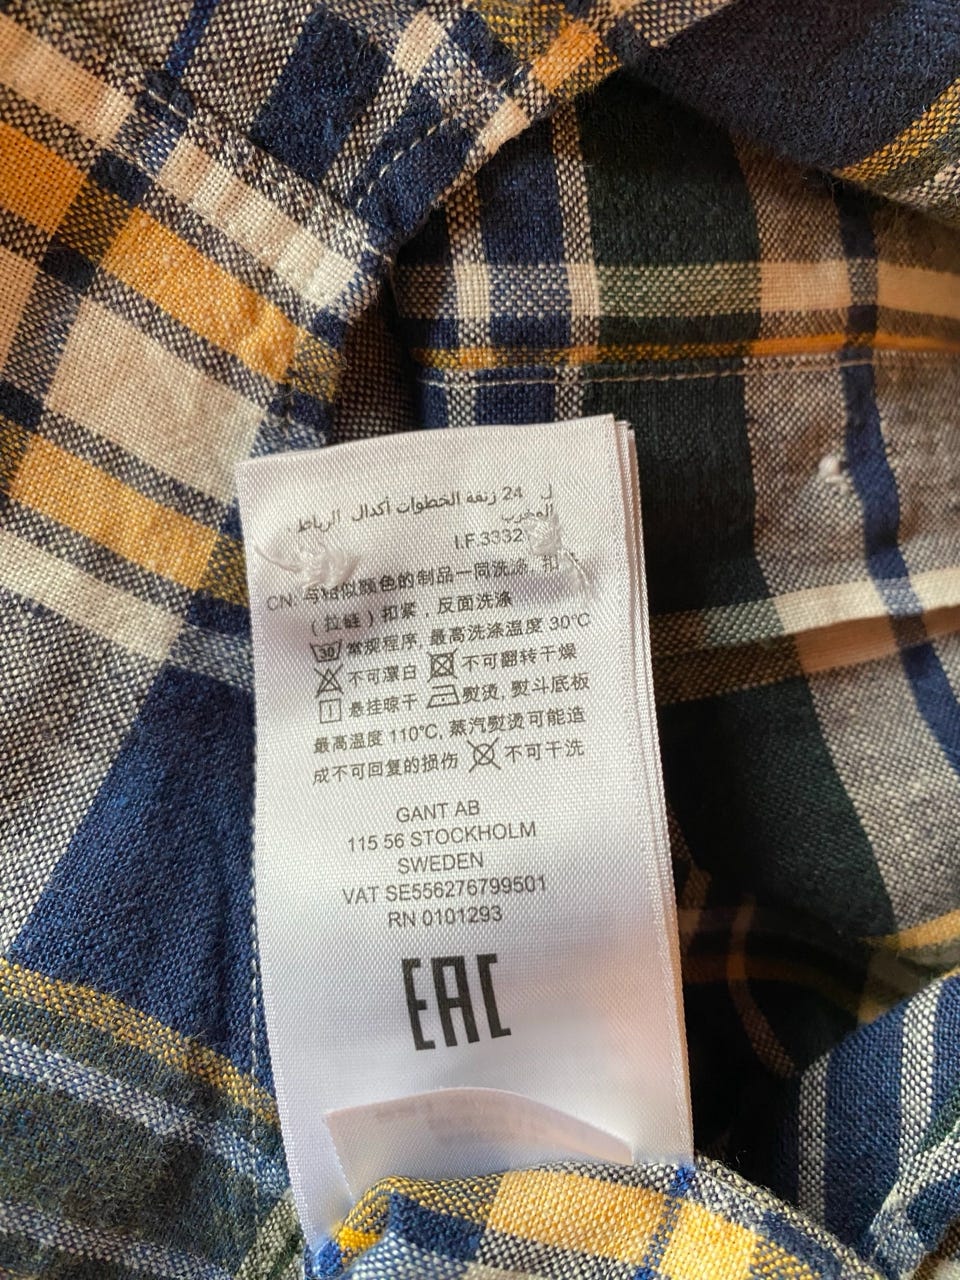 ل 24 زنقة الخطوات أكدال الرباط
المغرب
I.F.3332
CN: 与相似颜色的制品一同洗涤, 扣
(拉链) 扣紧, 反面洗涤
30 常规程序, 最高洗涤温度 30°C
不可漂白 不可翻转干燥
悬挂晾干 熨烫, 熨斗底板
最高温度 110°C, 蒸汽熨烫可能造
成不可回复的损伤 不可干洗
GANT AB
115 56 STOCKHOLM
SWEDEN
VAT SE556276799501
RN 0101293
EAC